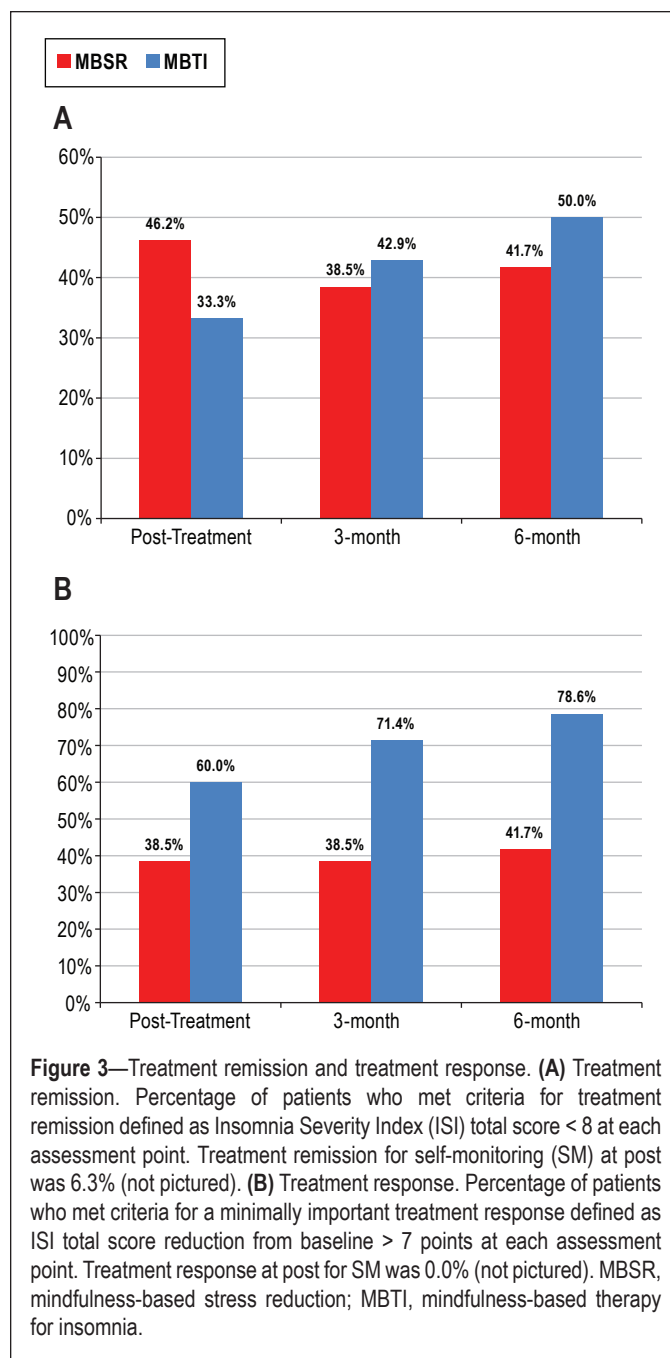 MBSR MBTI
A
60%
50%
40%
30%
20%
10%
0%
46.2%
33.3%
38.5%
42.9%
41.7%
50.0%
Post-Treatment 3-month 6-month
B
100%
90%
80%
70%
60%
50%
40%
30%
20%
10%
0%
38.5%
60.0%
38.5%
71.4%
41.7%
78.6%
Post-Treatment 3-month 6-month
Figure 3—Treatment remission and treatment response. (A) Treatment
remission. Percentage of patients who met criteria for treatment
remission defined as Insomnia Severity Index (ISI) total score < 8 at each
assessment point. Treatment remission for self-monitoring (SM) at post
was 6.3% (not pictured). (B) Treatment response. Percentage of patients
who met criteria for a minimally important treatment response defined as
ISI total score reduction from baseline > 7 points at each assessment
point. Treatment response at post for SM was 0.0% (not pictured). MBSR,
mindfulness-based stress reduction; MBTI, mindfulness-based therapy
for insomnia.